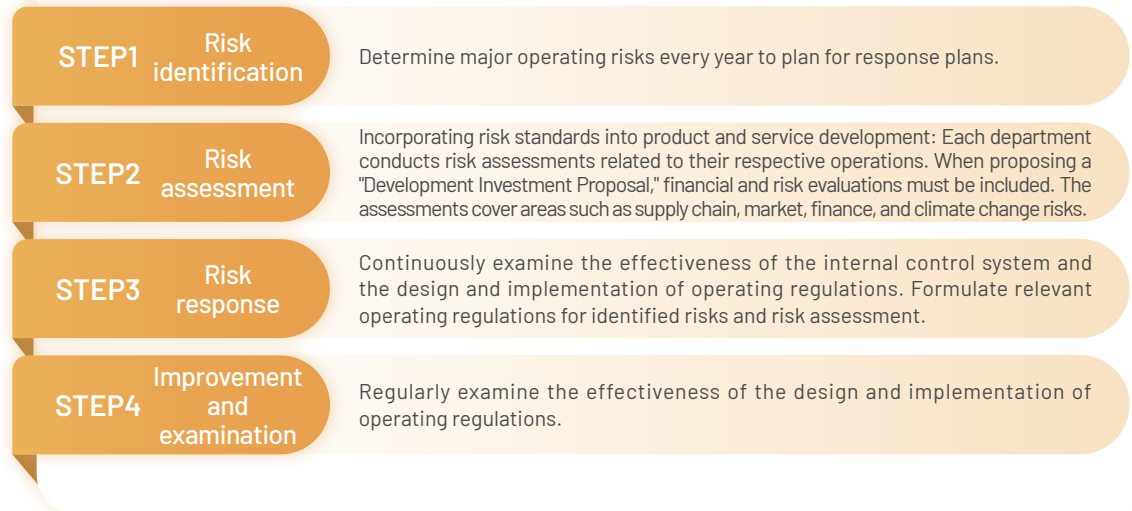 STEP1
Risk
identification
Determine major operating risks every year to plan for response plans.
STEP2
Risk
assessment
Incorporating risk standards into product and service development: Each department
conducts risk assessments related to their respective operations. When proposing a
"Development Investment Proposal," financial and risk evaluations must be included. The
assessments cover areas such as supply chain, market, finance, and climate change risks.
STEP3
Risk
response
Continuously examine the effectiveness of the internal control system and
the design and implementation of operating regulations. Formulate relevant
operating regulations for identified risks and risk assessment.
STEP4
Improvement
and
examination
Regularly examine the effectiveness of the design and implementation of
operating regulations.